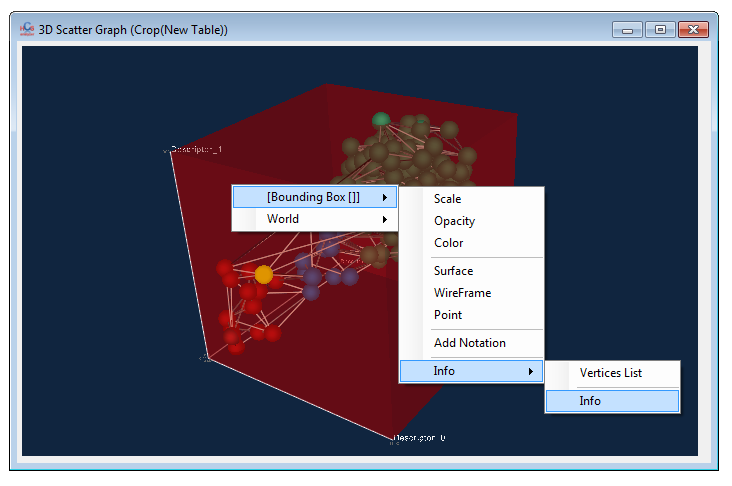 3D Scatter Graph (Crop(New Table))
Descriptor_1
[Bounding Box []]
World
Scale
Opacity
Color
Surface
WireFrame
Point
Add Notation
Info
Vertices List
Info
Descriptor_0